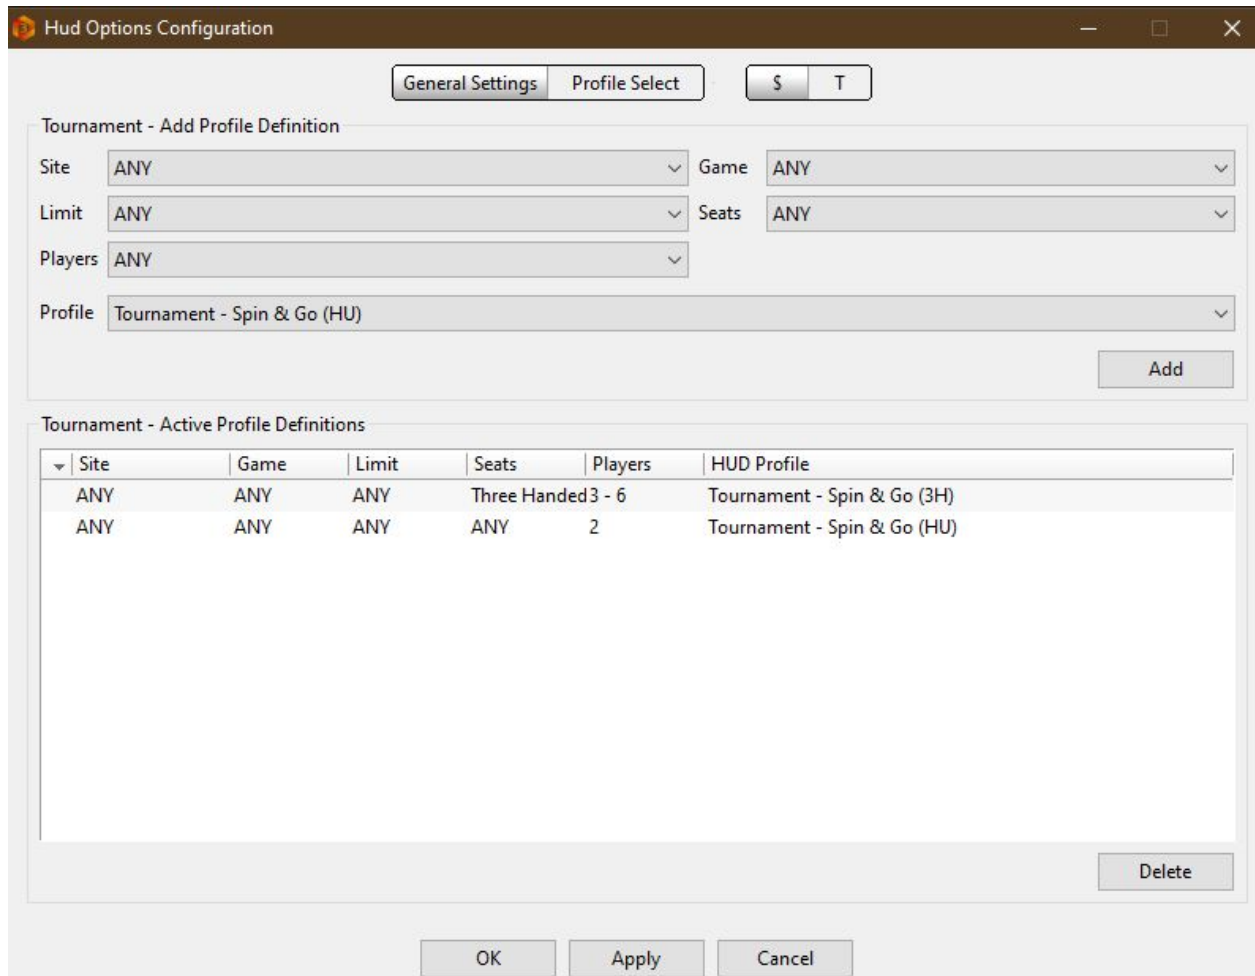 Hud Options Configuration
General Settings Profile Select $ T
Tournament - Add Profile Definition
Site ANY Game ANY
Limit ANY Seats ANY
Players ANY
Profile Tournament - Spin & Go (HU)
Add
Tournament - Active Profile Definitions
Site Game Limit Seats Players HUD Profile
ANY ANY ANY Three Handed 3 - 6 Tournament - Spin & Go (3H)
ANY ANY ANY ANY 2 Tournament - Spin & Go (HU)
Delete
OK Apply Cancel